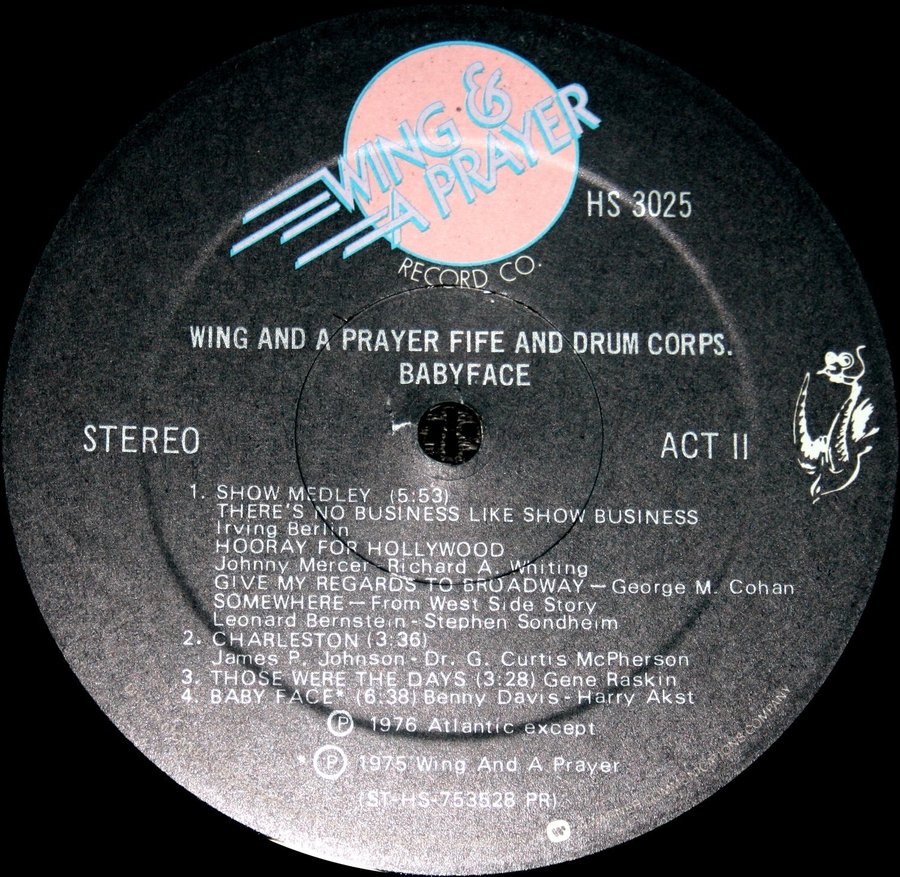 WING &
A PRAYER
RECORD CO.
HS 3025
WING AND A PRAYER FIFE AND DRUM CORPS.
BABYFACE
STEREO
ACT II
1. SHOW MEDLEY (5:53)
THERE'S NO BUSINESS LIKE SHOW BUSINESS
Irving Berlin
HOORAY FOR HOLLYWOOD
Johnny Mercer - Richard A. Whiting
GIVE MY REGARDS TO BROADWAY — George M. Cohan
SOMEWHERE — From West Side Story
Leonard Bernstein - Stephen Sondheim
2. CHARLESTON (3:36)
James P. Johnson - Dr. G. Curtis McPherson
3. THOSE WERE THE DAYS (3:28) Gene Raskin
4. BABY FACE* (6:38) Benny Davis - Harry Akst
Ⓟ 1976 Atlantic except
* Ⓟ 1975 Wing And A Prayer
(ST-HS-753528 PR)
COMMUNICATIONS COMPANY